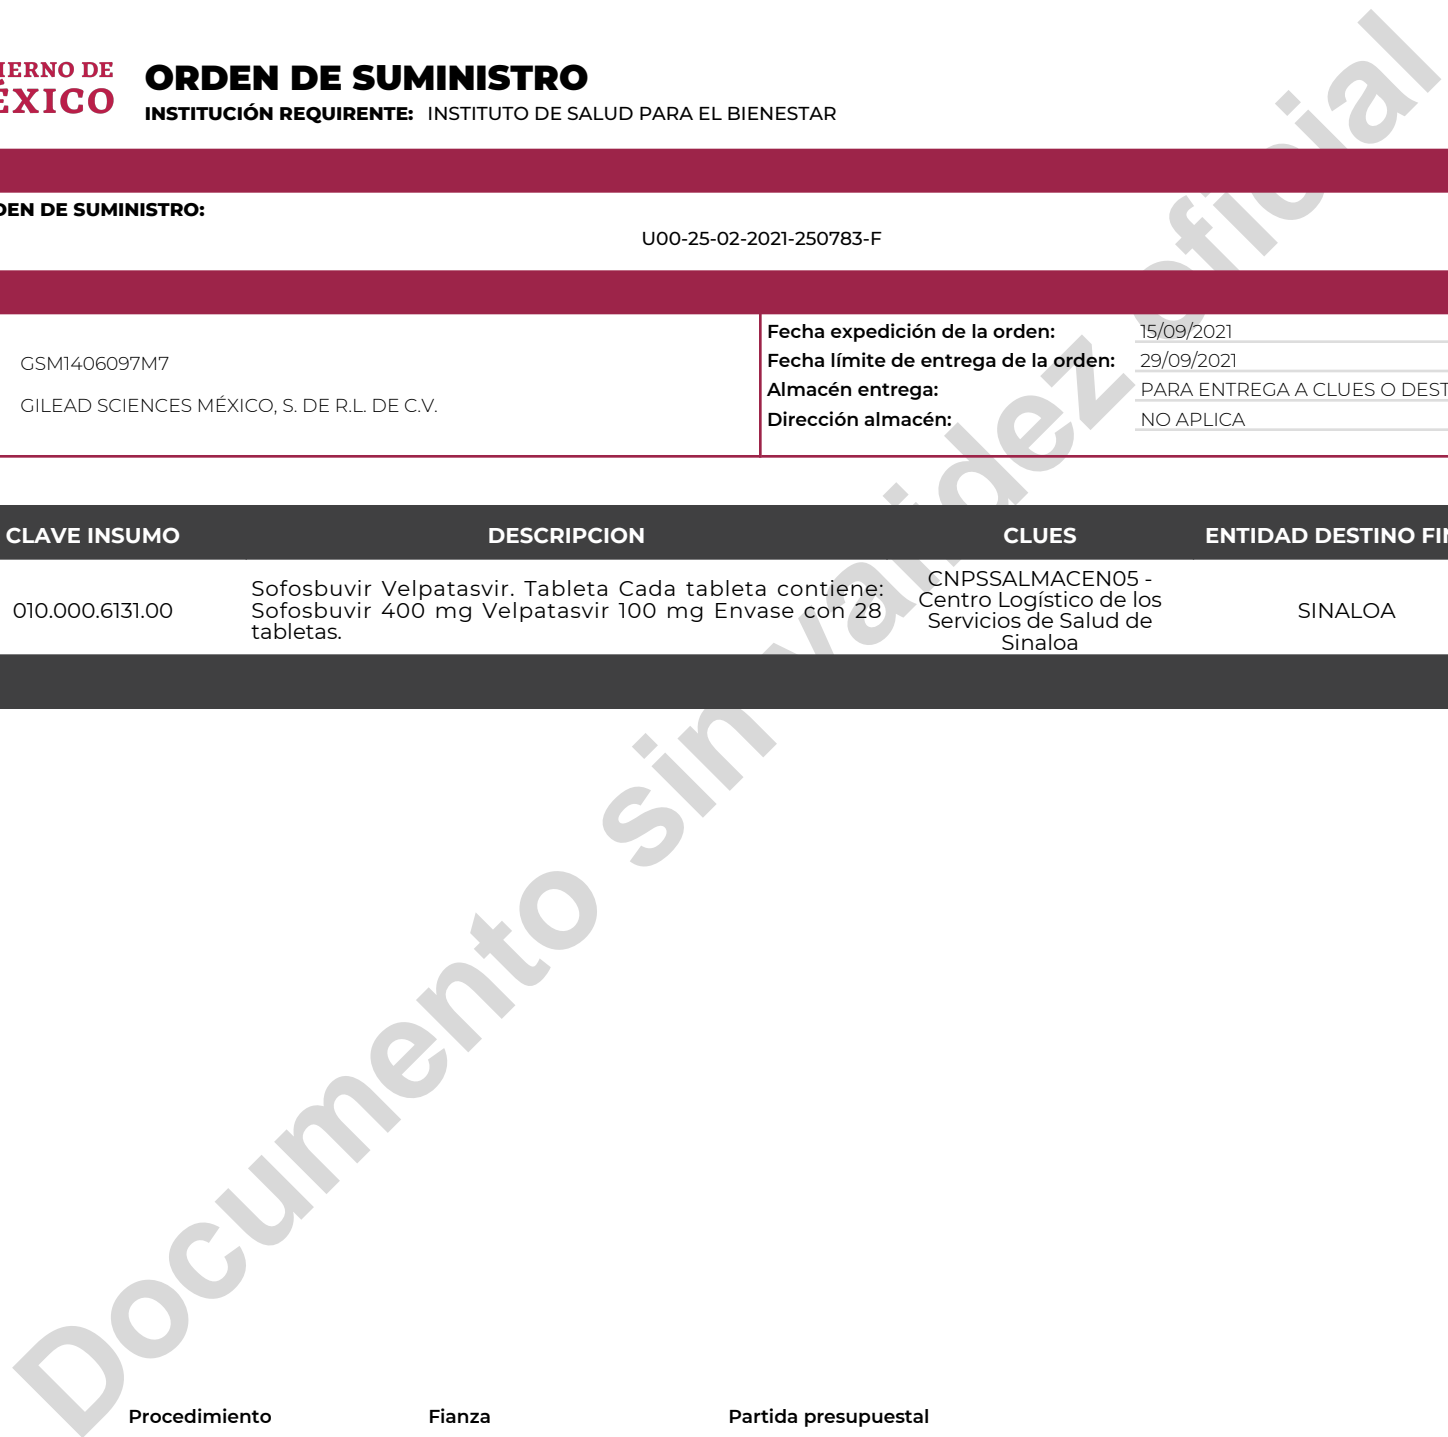 IERNO DE
ÉXICO
ORDEN DE SUMINISTRO
INSTITUCIÓN REQUIRENTE: INSTITUTO DE SALUD PARA EL BIENESTAR
DEN DE SUMINISTRO:
U00-25-02-2021-250783-F
GSM1406097M7
GILEAD SCIENCES MÉXICO, S. DE R.L. DE C.V.
Fecha expedición de la orden: 15/09/2021
Fecha límite de entrega de la orden: 29/09/2021
Almacén entrega: PARA ENTREGA A CLUES O DEST
Dirección almacén: NO APLICA
CLAVE INSUMO DESCRIPCION CLUES ENTIDAD DESTINO FIN
010.000.6131.00
Sofosbuvir Velpatasvir. Tableta Cada tableta contiene:
Sofosbuvir 400 mg Velpatasvir 100 mg Envase con 28
tabletas.
CNPSSALMACEN05 -
Centro Logístico de los
Servicios de Salud de
Sinaloa
SINALOA
Documento sin validez oficial
Procedimiento Fianza Partida presupuestal